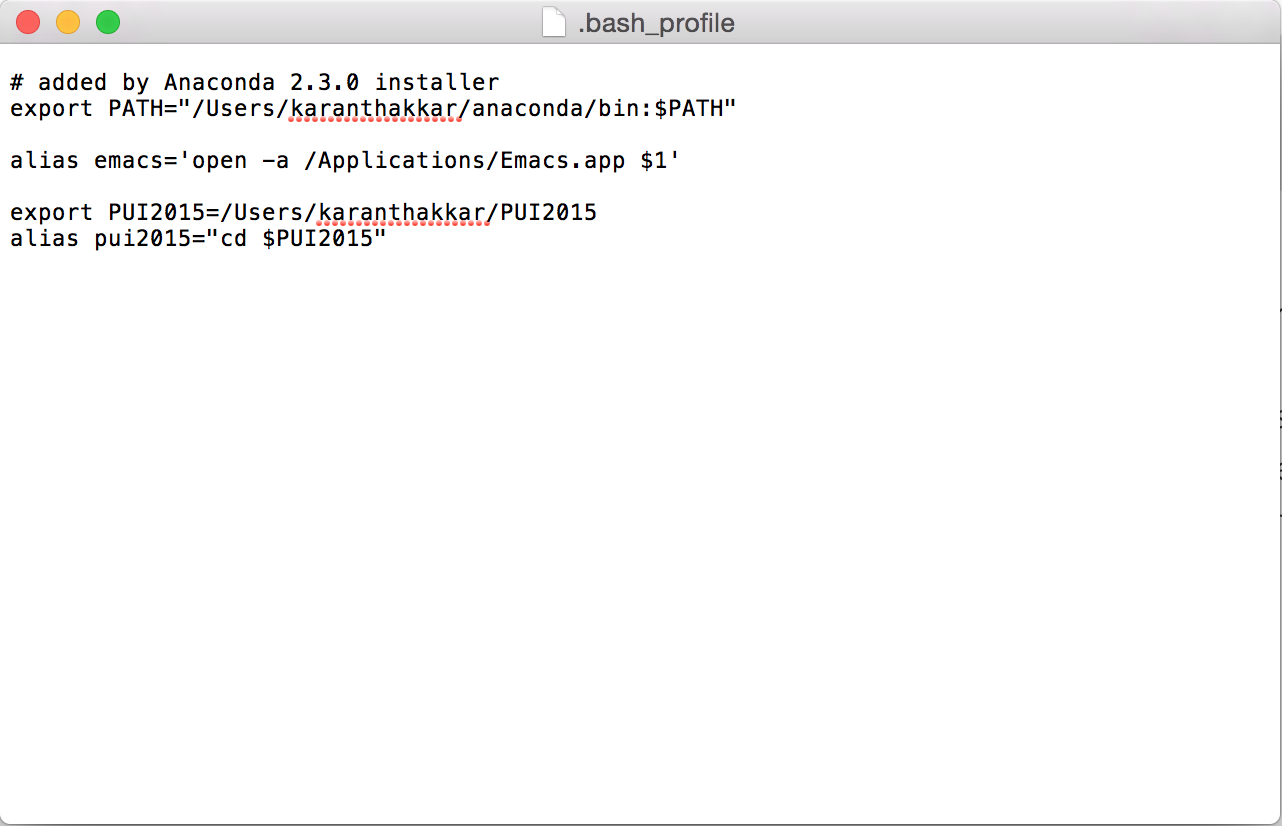 .bash_profile
# added by Anaconda 2.3.0 installer
export PATH="/Users/karanthakkar/anaconda/bin:$PATH"
alias emacs='open -a /Applications/Emacs.app $1'
export PUI2015=/Users/karanthakkar/PUI2015
alias pui2015="cd $PUI2015"